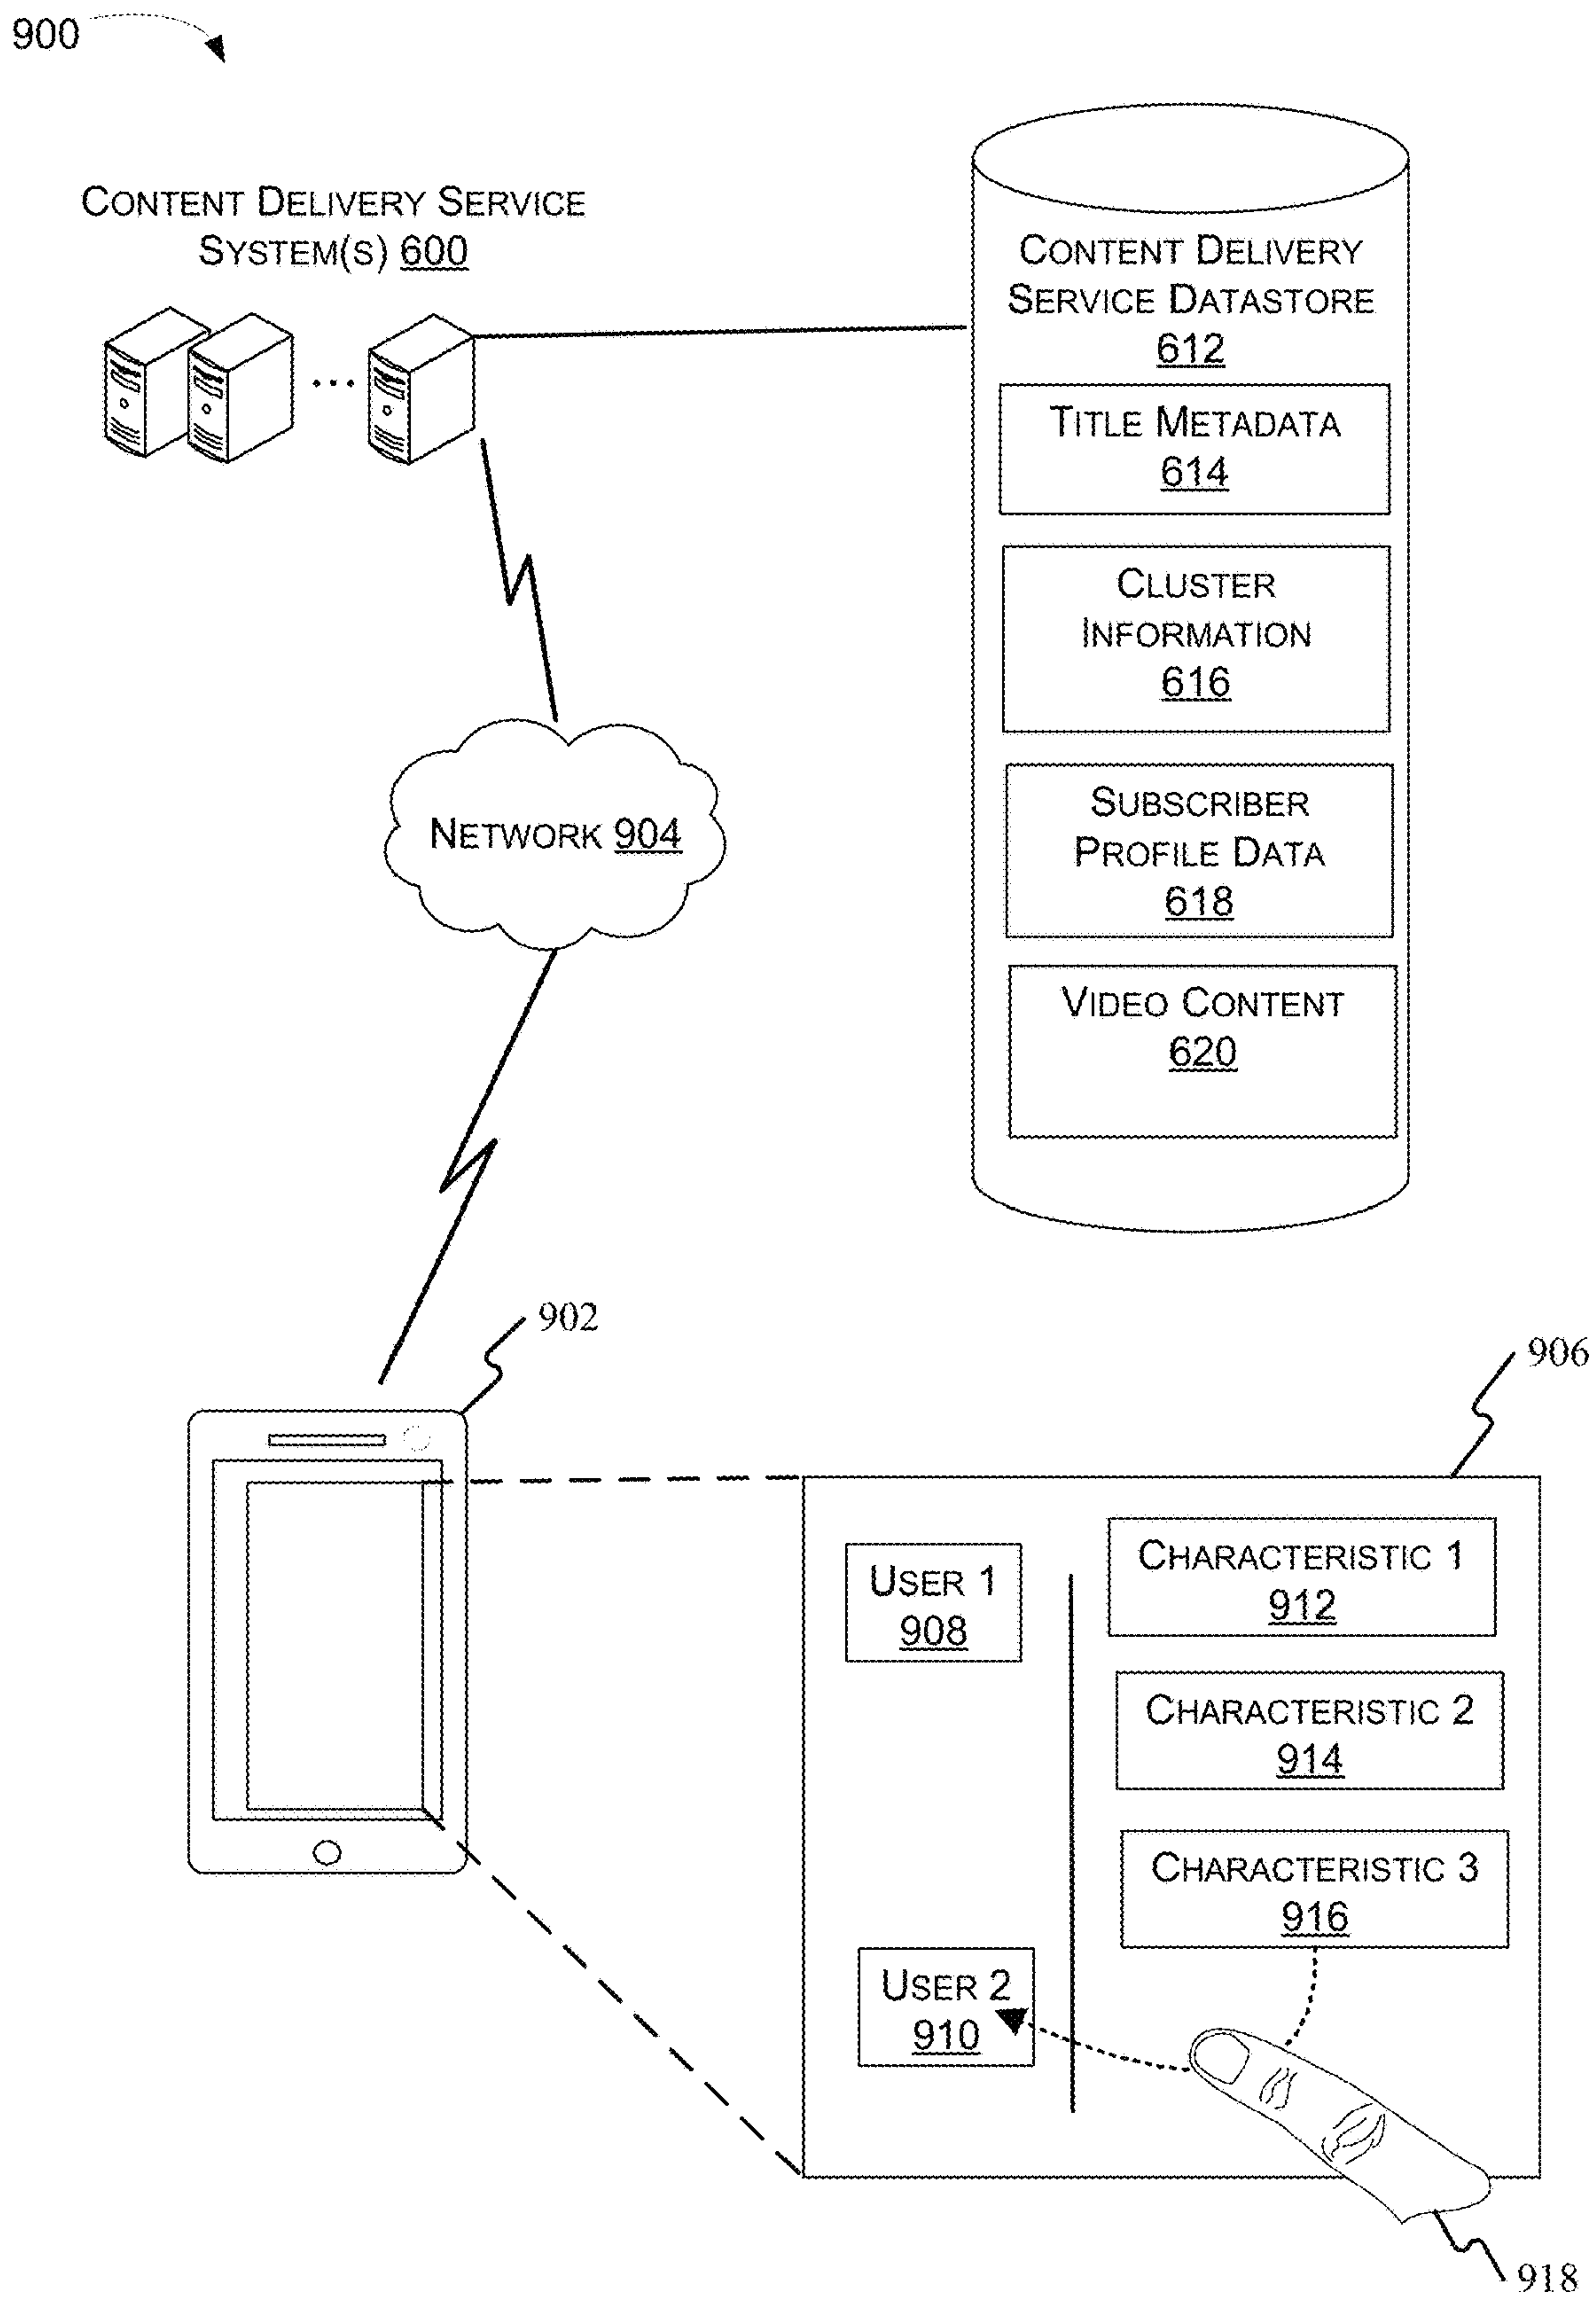 900
CONTENT DELIVERY SERVICE
SYSTEM(S) 600
CONTENT DELIVERY
SERVICE DATASTORE
612
TITLE METADATA
614
CLUSTER
INFORMATION
616
SUBSCRIBER
PROFILE DATA
618
VIDEO CONTENT
620
NETWORK 904
902
906
USER 1
908
CHARACTERISTIC 1
912
CHARACTERISTIC 2
914
CHARACTERISTIC 3
916
USER 2
910
918